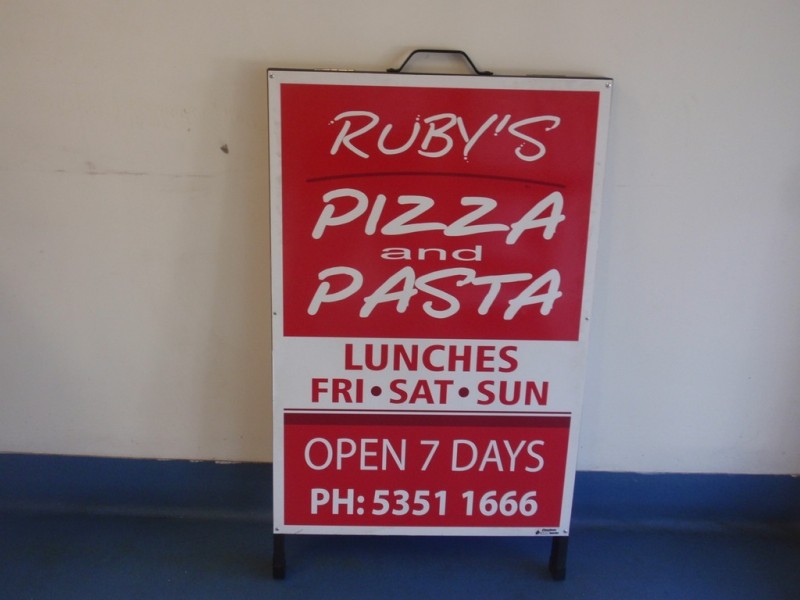 RUBY'S
PIZZA
and
PASTA
LUNCHES
FRI • SAT • SUN
OPEN 7 DAYS
PH: 5351 1666